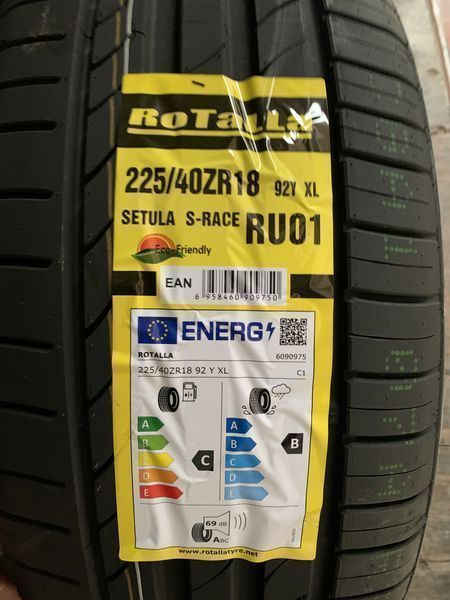 RoTalla
225/40ZR18 92Y XL
SETULA S-RACE RU01
Eco-Friendly
EAN
6 958460 909750
ENERG
ROTALLA 6090975
225/40ZR18 92 Y XL C1
A A
B B B
C C C
D D
E E
69 dB
ABC
www.rotallatyre.net